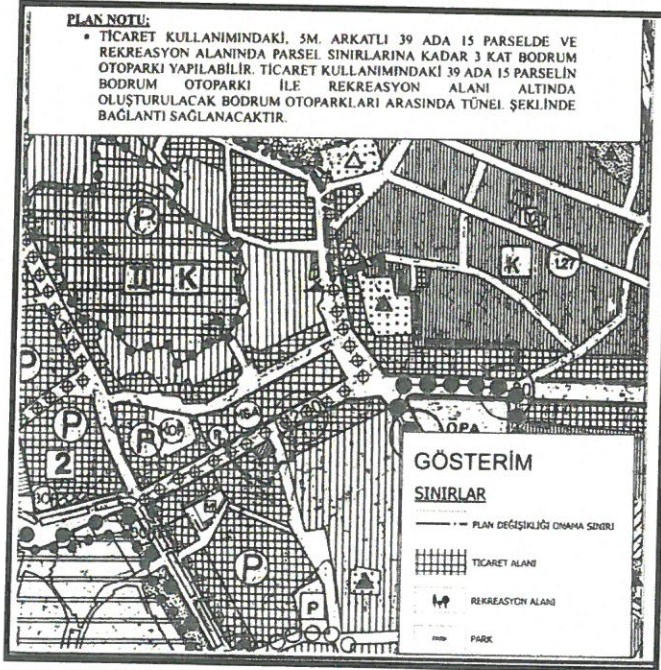 PLAN NOTU:
• TİCARET KULLANIMINDAKİ, 5M. ARKATLI 39 ADA 15 PARSELDE VE
REKREASYON ALANINDA PARSEL SINIRLARINA KADAR 3 KAT BODRUM
OTOPARKI YAPILABİLİR. TİCARET KULLANIMINDAKİ 39 ADA 15 PARSELİN
BODRUM OTOPARKI İLE REKREASYON ALANI ALTINDA
OLUŞTURULACAK BODRUM OTOPARKLARI ARASINDA TÜNEL ŞEKLİNDE
BAĞLANTI SAĞLANACAKTIR.
P
K
K
127
P
P
2
P
30
OPA
P
P
GÖSTERİM
SINIRLAR
PLAN DEĞİŞİKLİĞİ ONAMA SINIRI
TİCARET ALANI
REKREASYON ALANI
PARK